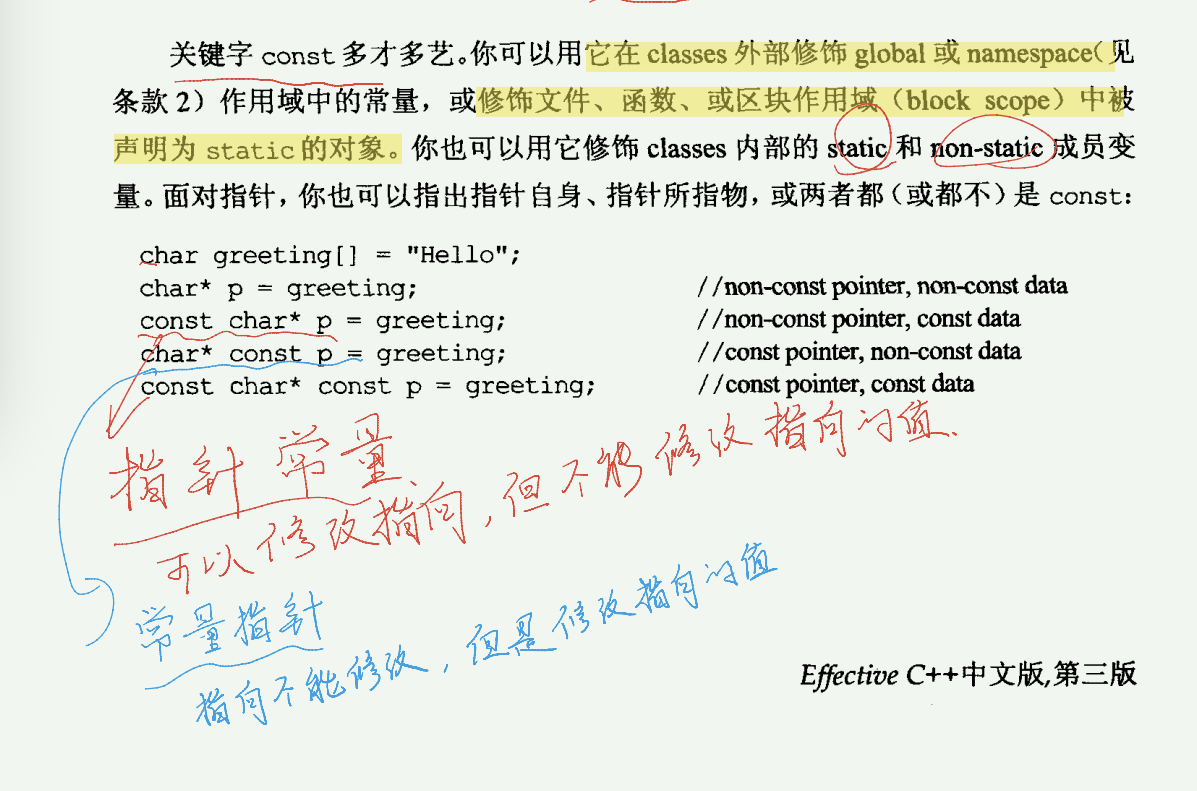 关键字 const 多才多艺。你可以用它在 classes 外部修饰 global 或 namespace（见
条款 2）作用域中的常量，或修饰文件、函数、或区块作用域（block scope）中被
声明为 static 的对象。你也可以用它修饰 classes 内部的 static 和 non-static 成员变
量。面对指针，你也可以指出指针自身、指针所指物，或两者都（或都不）是 const：
char greeting[] = "Hello";
char* p = greeting; //non-const pointer, non-const data
const char* p = greeting; //non-const pointer, const data
char* const p = greeting; //const pointer, non-const data
const char* const p = greeting; //const pointer, const data
指针常量
可以修改指向，但不能修改指向的值.
常量指针
指向不能修改，但是修改指向的值
Effective C++中文版,第三版